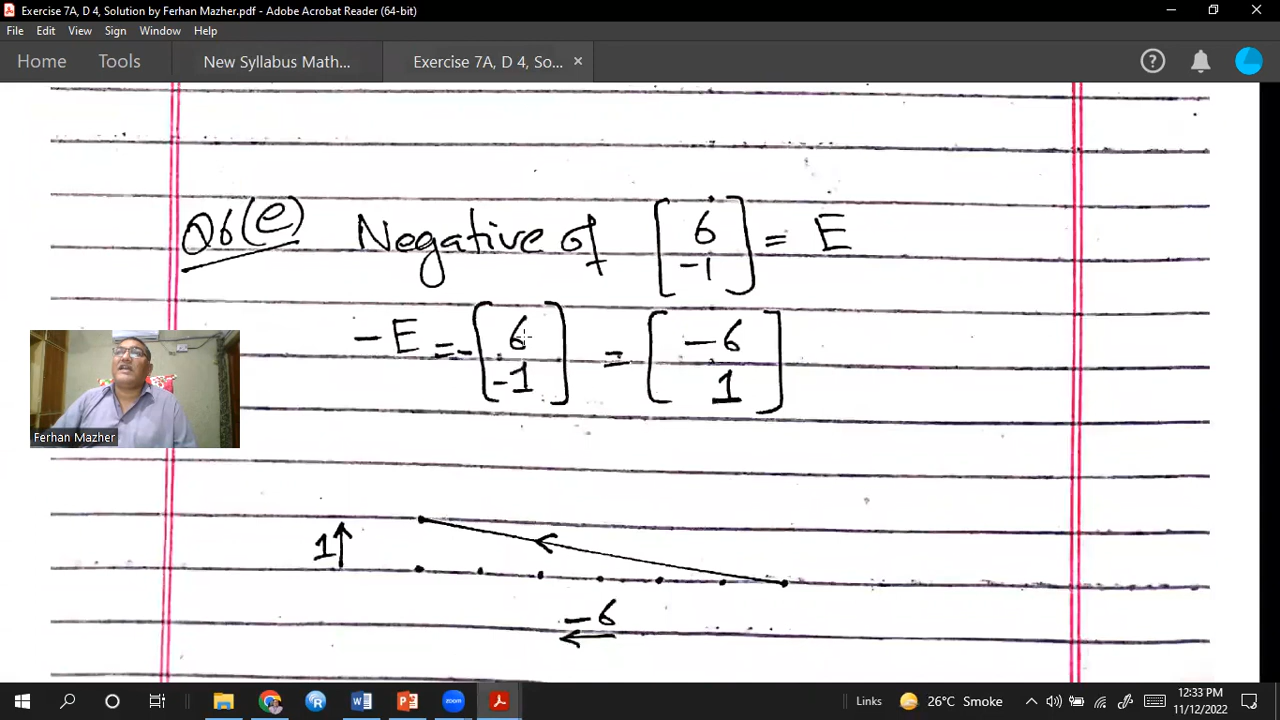 Exercise 7A, D 4, Solution by Ferhan Mazher.pdf - Adobe Acrobat Reader (64-bit)
File Edit View Sign Window Help
Home Tools New Syllabus Math... Exercise 7A, D 4, So... ×
Q6(e) Negative of [6 -1] = E
-E = -[6 -1] = [-6 1]
Ferhan Mazher
1↑
-6
←
Links 26°C Smoke 12:33 PM
11/12/2022